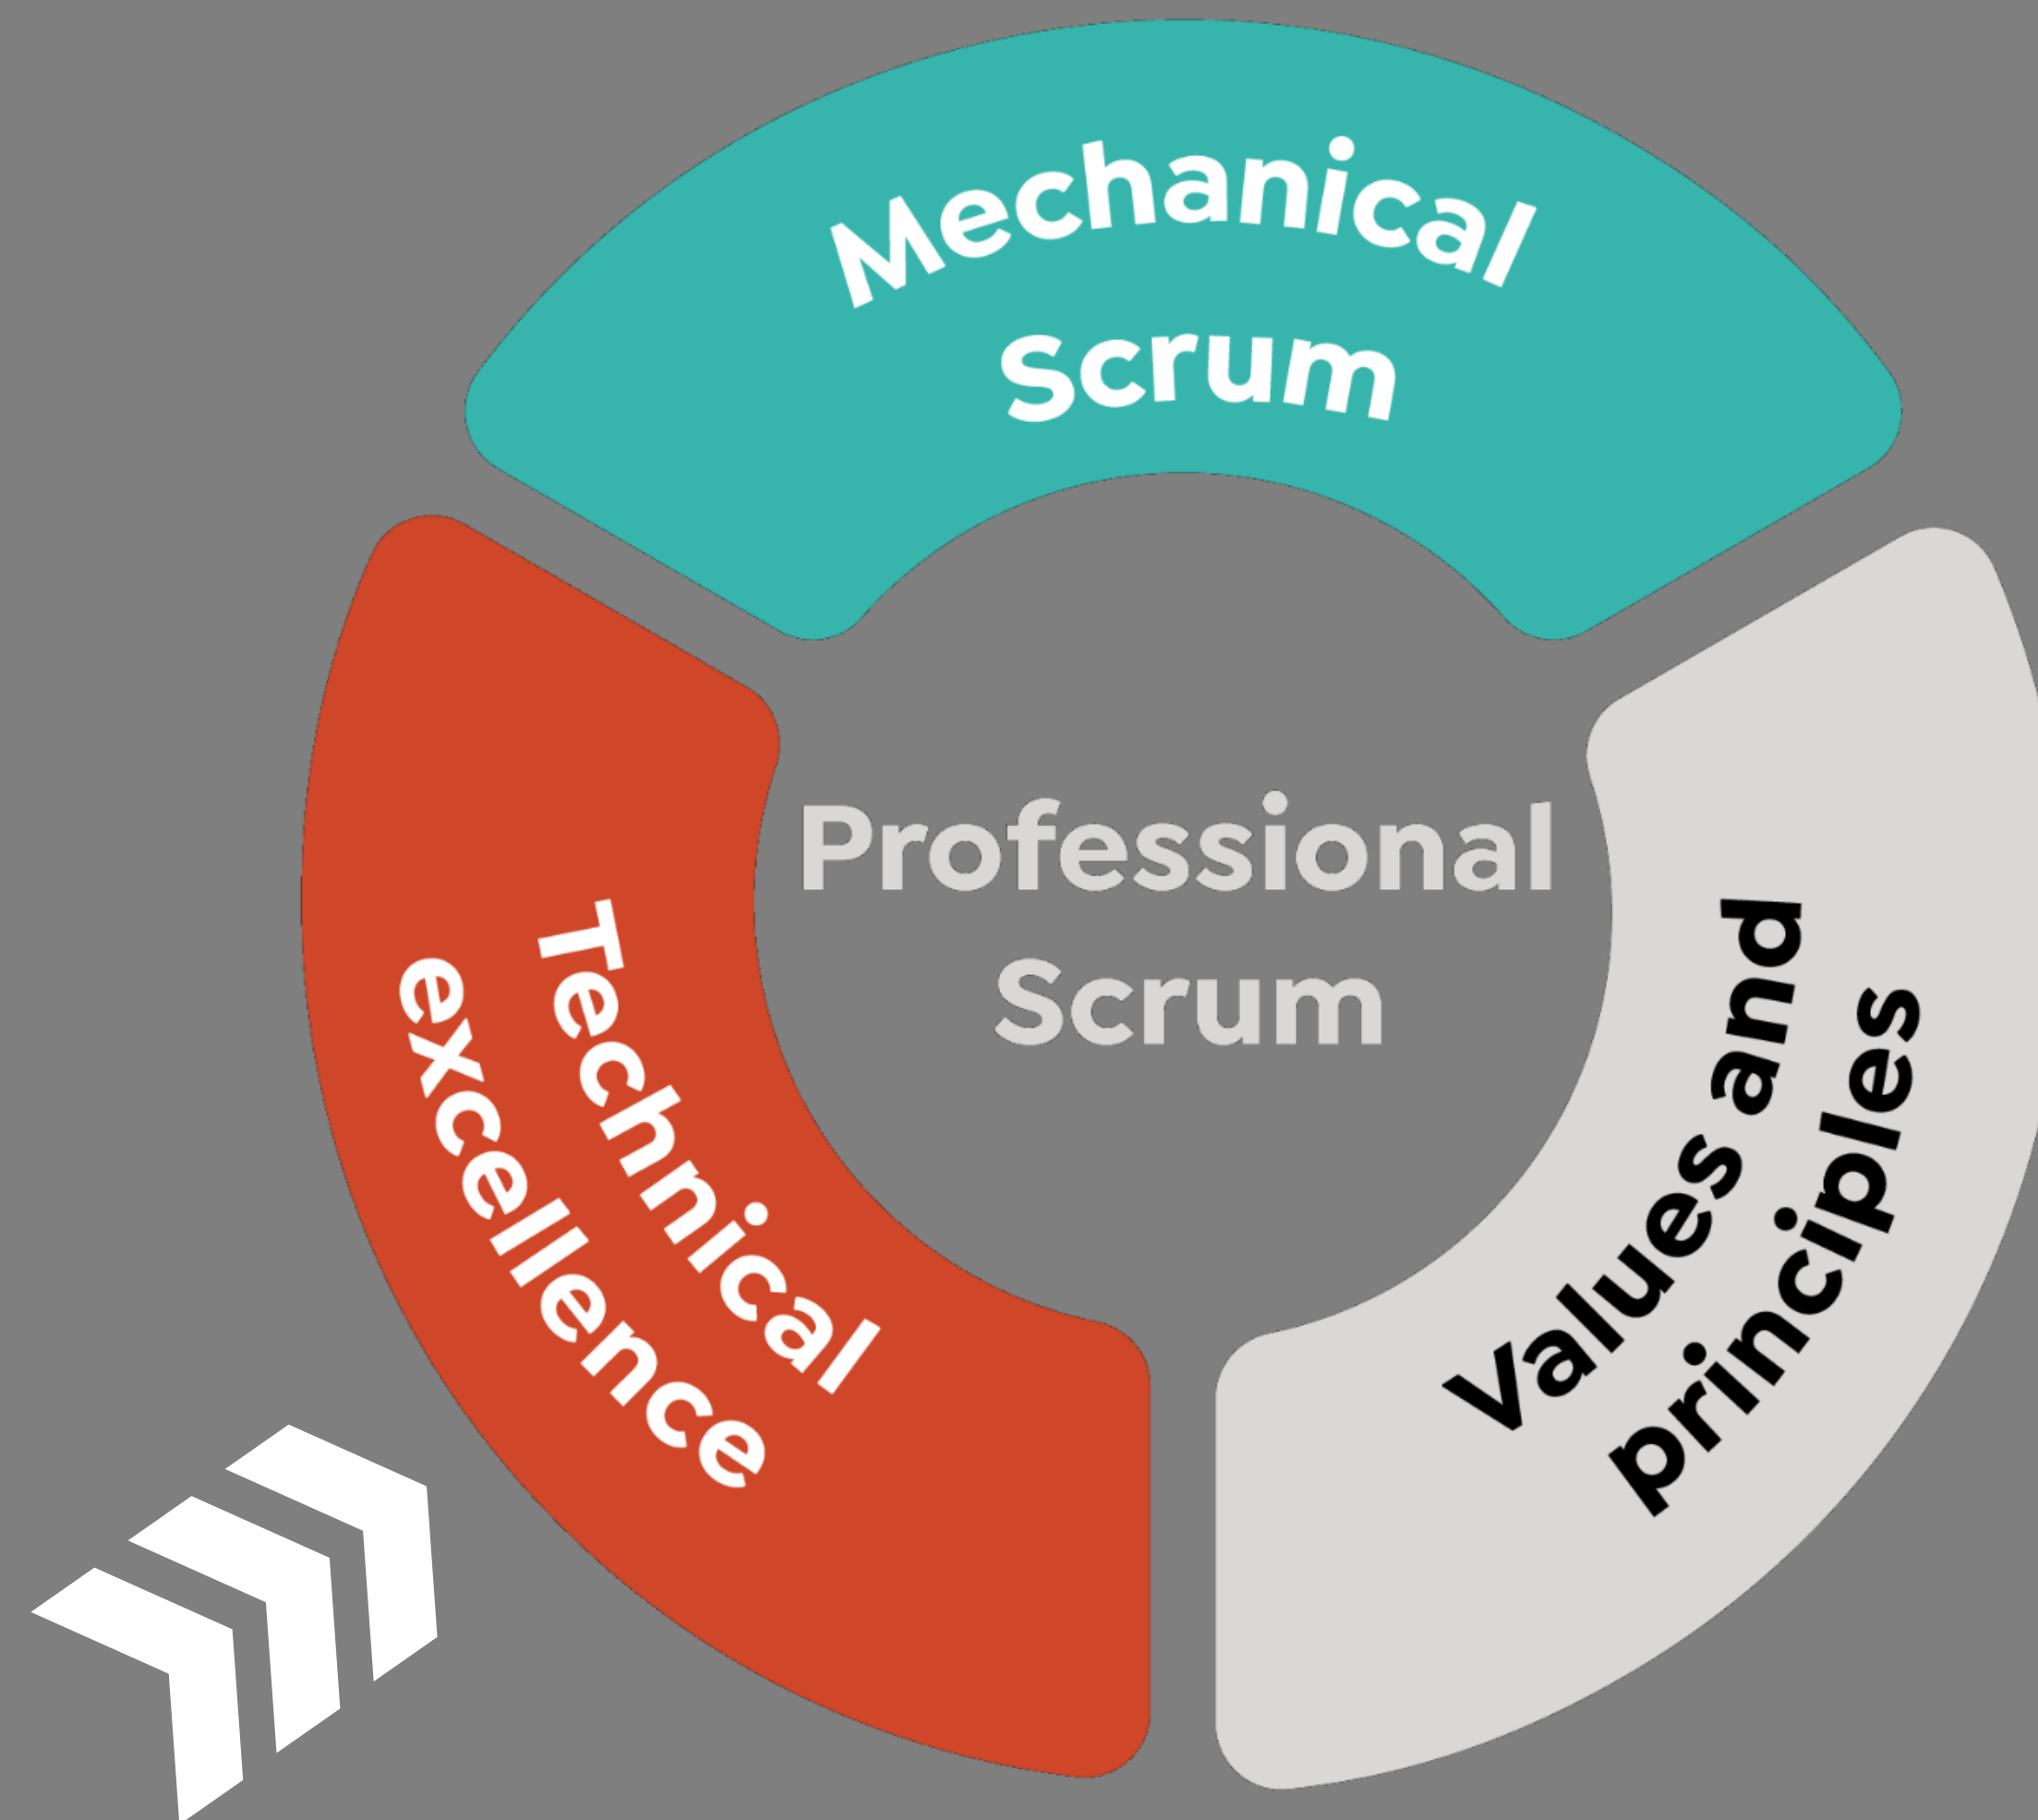 Mechanical
Scrum
Professional
Scrum
Technical
excellence
Values and
principles